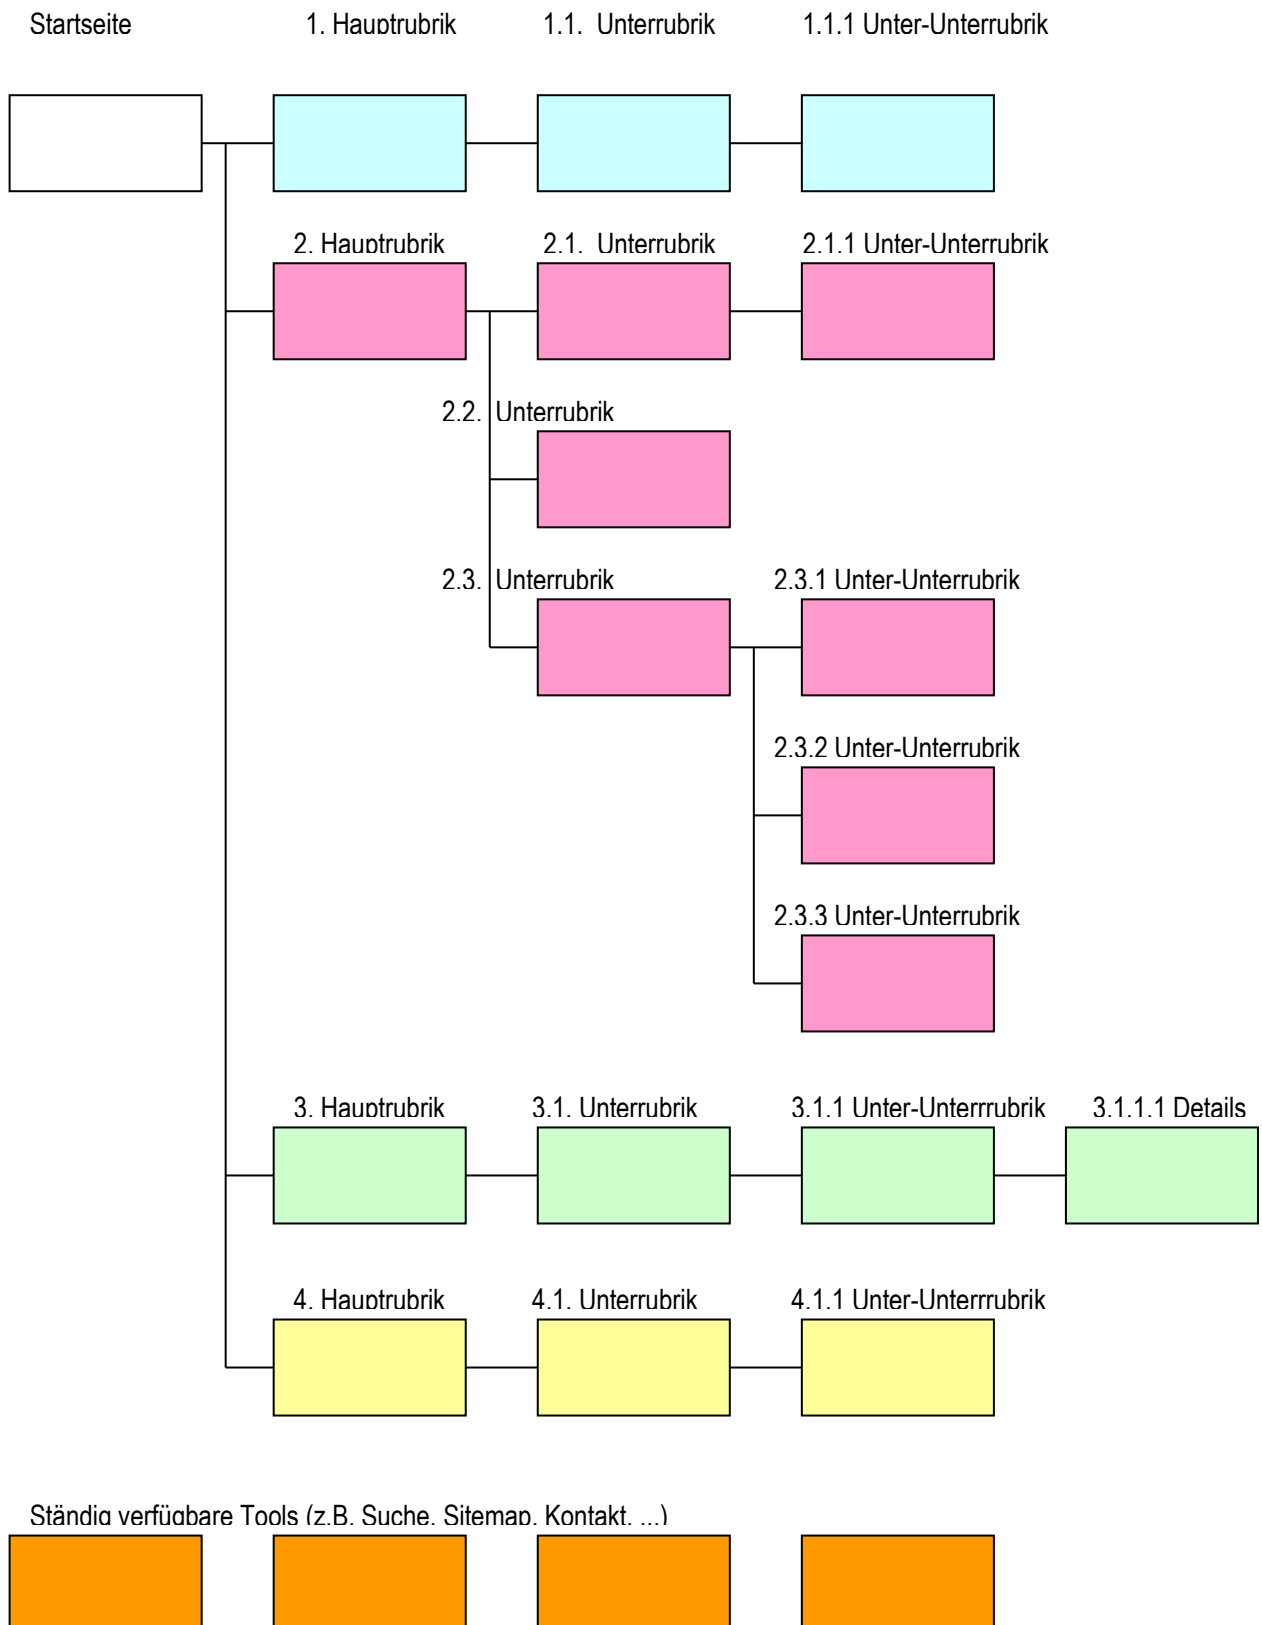 Startseite 1. Hauptrubrik 1.1. Unterrubrik 1.1.1 Unter-Unterrubrik
2. Hauptrubrik 2.1. Unterrubrik 2.1.1 Unter-Unterrubrik
2.2. Unterrubrik
2.3. Unterrubrik 2.3.1 Unter-Unterrubrik
2.3.2 Unter-Unterrubrik
2.3.3 Unter-Unterrubrik
3. Hauptrubrik 3.1. Unterrubrik 3.1.1 Unter-Unterrrubrik 3.1.1.1 Details
4. Hauptrubrik 4.1. Unterrubrik 4.1.1 Unter-Unterrrubrik
Ständig verfügbare Tools (z.B. Suche, Sitemap, Kontakt, ...)